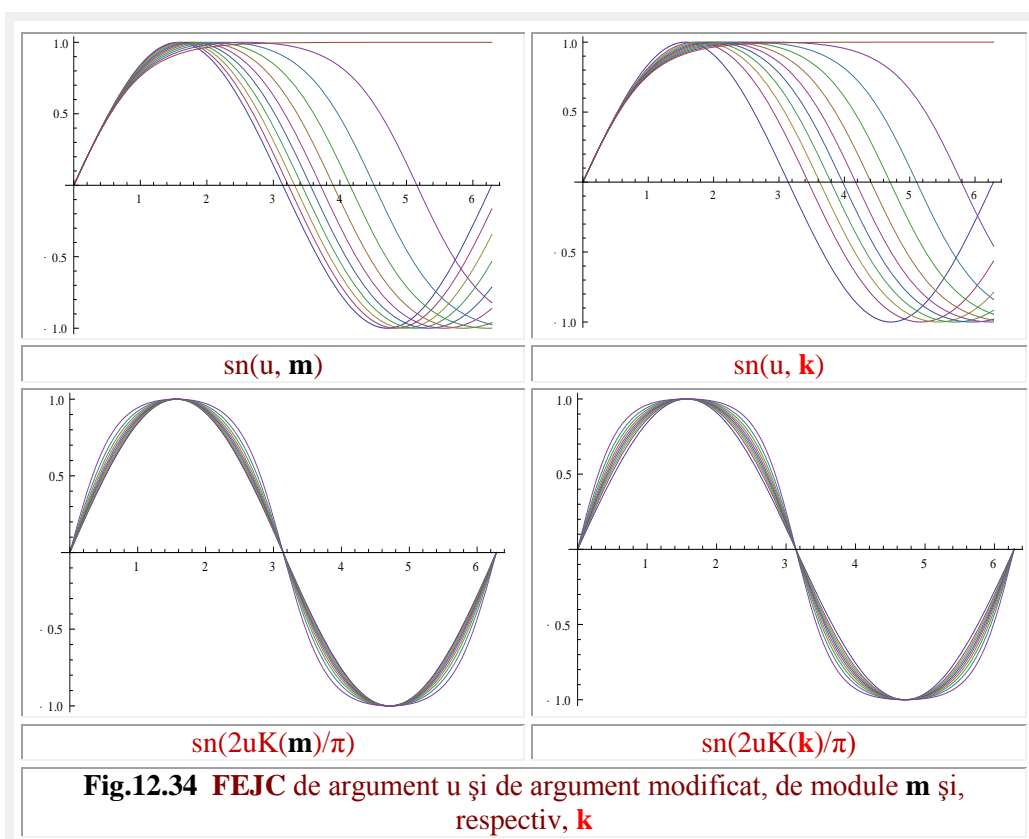 1.0
0.5
1 2 3 4 5 6
- 0.5
- 1.0
sn(u, m)
1.0
0.5
1 2 3 4 5 6
- 0.5
- 1.0
sn(u, k)
1.0
0.5
1 2 3 4 5 6
- 0.5
- 1.0
sn(2uK(m)/π)
1.0
0.5
1 2 3 4 5 6
- 0.5
- 1.0
sn(2uK(k)/π)
Fig.12.34 FEJC de argument u şi de argument modificat, de module m şi,
respectiv, k